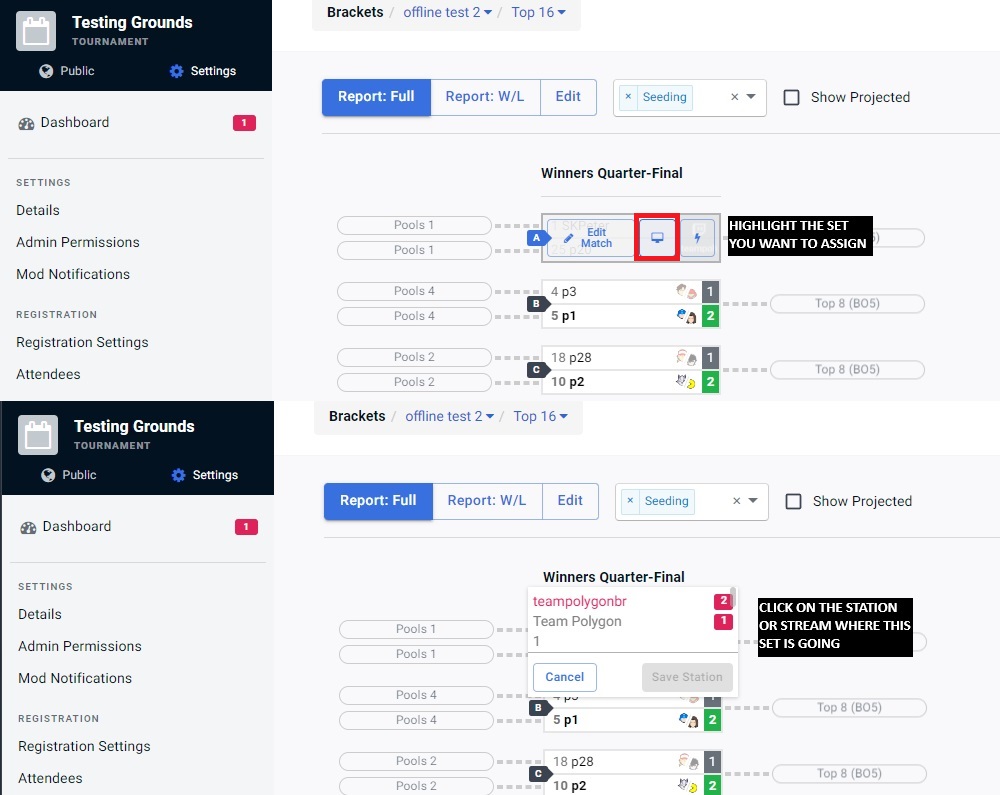 Testing Grounds
TOURNAMENT
Public Settings
Dashboard 1
SETTINGS
Details
Admin Permissions
Mod Notifications
REGISTRATION
Registration Settings
Attendees
Brackets / offline test 2 / Top 16
Report: Full Report: W/L Edit × Seeding × Show Projected
Winners Quarter-Final
Pools 1
Pools 1
A Edit
Match
HIGHLIGHT THE SET
YOU WANT TO ASSIGN
Pools 4 4 p3 1
B Top 8 (BO5)
Pools 4 5 p1 2
Pools 2 18 p28 1
C Top 8 (BO5)
Pools 2 10 p2 2
Testing Grounds
TOURNAMENT
Public Settings
Dashboard 1
SETTINGS
Details
Admin Permissions
Mod Notifications
REGISTRATION
Registration Settings
Attendees
Brackets / offline test 2 / Top 16
Report: Full Report: W/L Edit × Seeding × Show Projected
Winners Quarter-Final
teampolygonbr 2
Team Polygon 1
1
Cancel Save Station
CLICK ON THE STATION
OR STREAM WHERE THIS
SET IS GOING
Pools 1
Pools 1
Pools 4 4 p3 1
B Top 8 (BO5)
Pools 4 5 p1 2
Pools 2 18 p28 1
C Top 8 (BO5)
Pools 2 10 p2 2